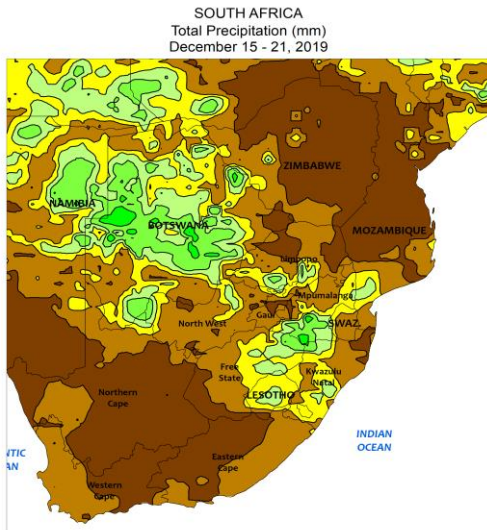 SOUTH AFRICA
Total Precipitation (mm)
December 15 - 21, 2019
ZIMBABWE
NAMIBIA
BOTSWANA
MOZAMBIQUE
Limpopo
Mpumalanga
Gaut
North West
SWAZ.
Free
State
Kwazulu
Natal
LESOTHO
Northern
Cape
INDIAN
OCEAN
NTIC
AN
Eastern
Cape
Western
Cape